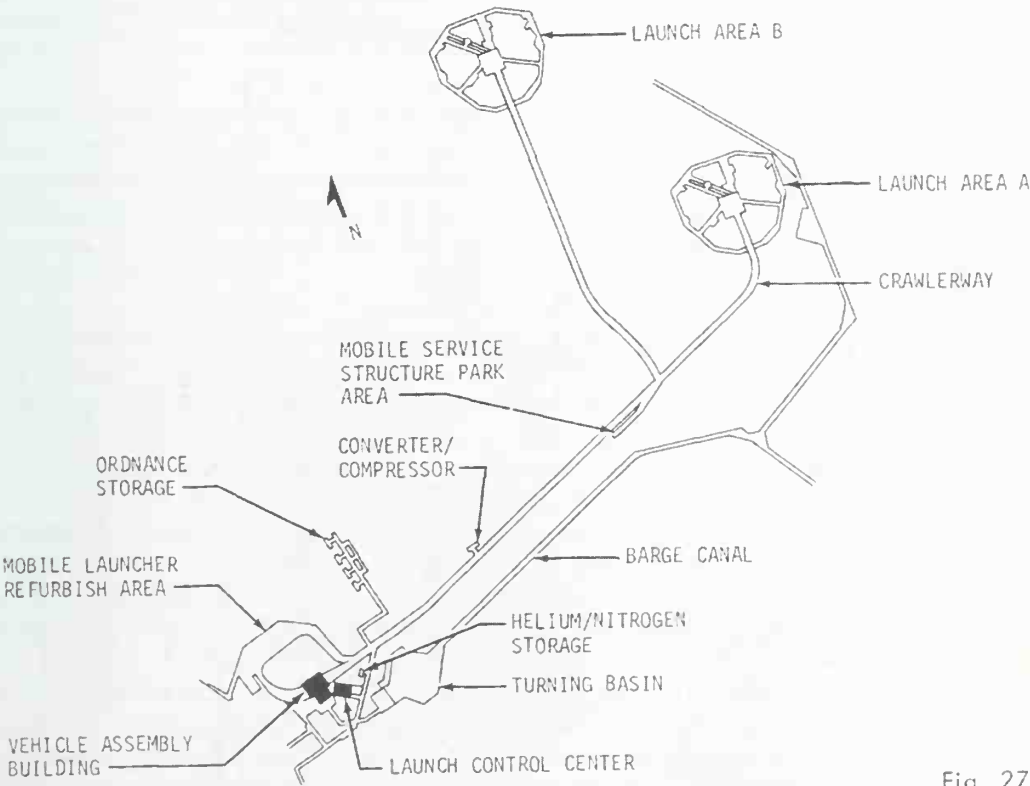 LAUNCH AREA B
LAUNCH AREA A
N
CRAWLERWAY
MOBILE SERVICE
STRUCTURE PARK
AREA
CONVERTER/
COMPRESSOR
ORDNANCE
STORAGE
BARGE CANAL
MOBILE LAUNCHER
REFURBISH AREA
HELIUM/NITROGEN
STORAGE
TURNING BASIN
VEHICLE ASSEMBLY
BUILDING
LAUNCH CONTROL CENTER
Fig. 27